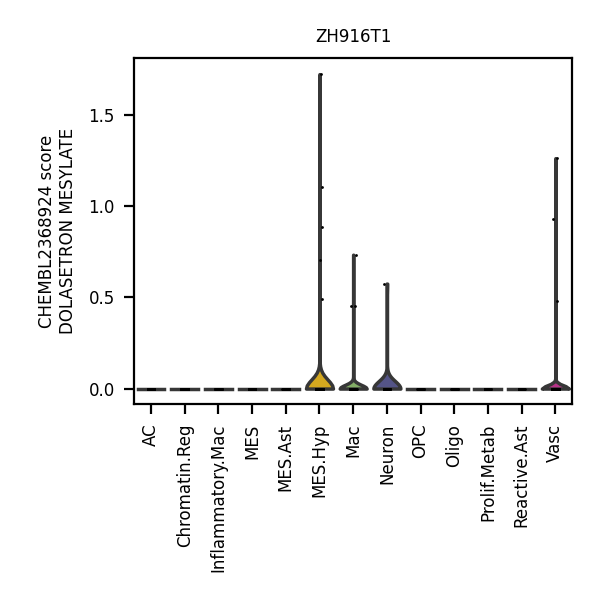 ZH916T1
CHEMBL2368924 score
DOLASETRON MESYLATE
1.5
1.0
0.5
0.0
AC
Chromatin.Reg
Inflammatory.Mac
MES
MES.Ast
MES.Hyp
Mac
Neuron
OPC
Oligo
Prolif.Metab
Reactive.Ast
Vasc